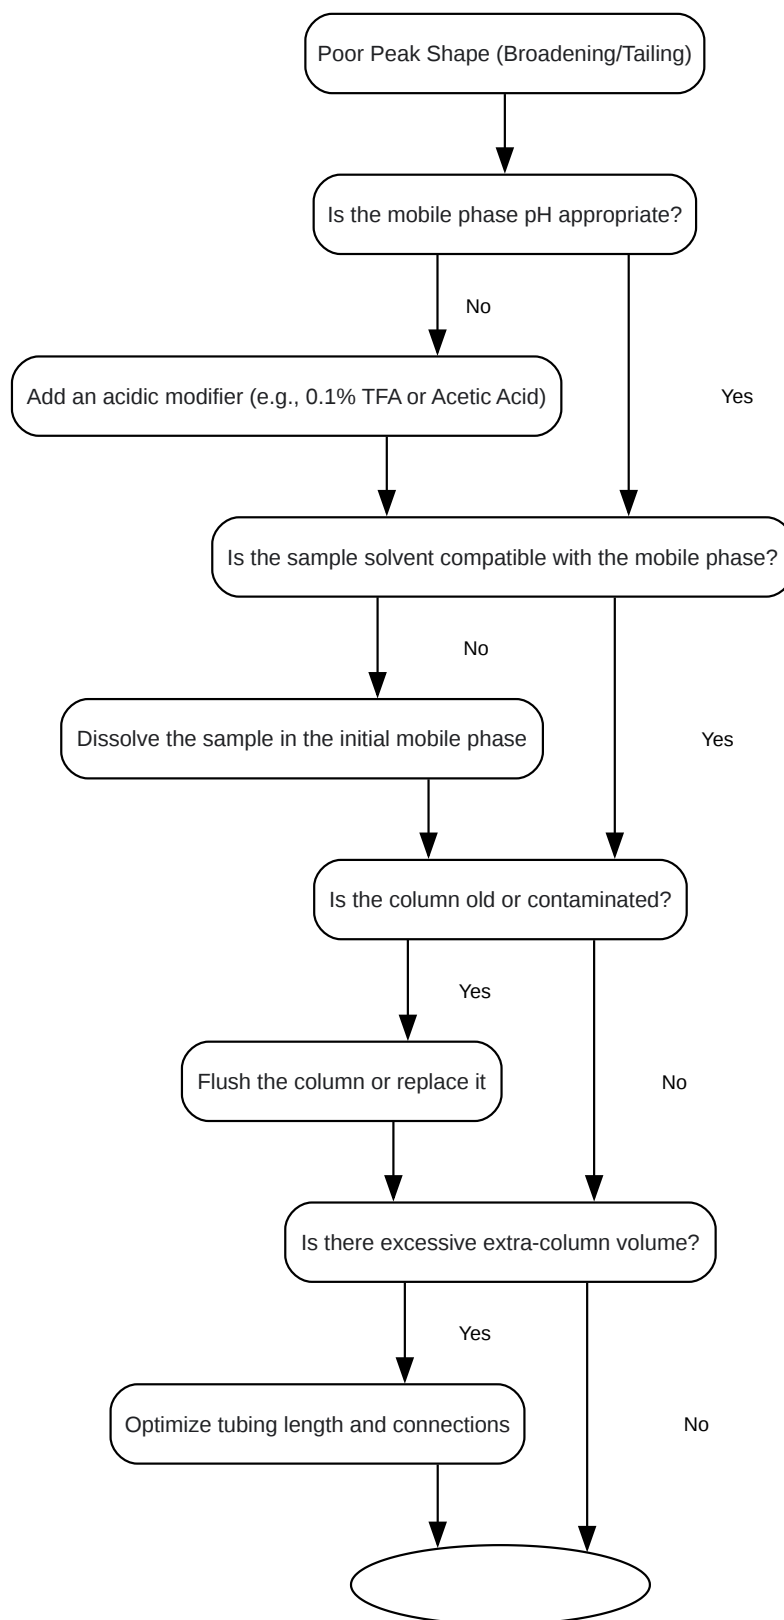 Poor Peak Shape (Broadening/Tailing)
Is the mobile phase pH appropriate?
No
Add an acidic modifier (e.g., 0.1% TFA or Acetic Acid)
Yes
Is the sample solvent compatible with the mobile phase?
No
Dissolve the sample in the initial mobile phase
Yes
Is the column old or contaminated?
Yes
Flush the column or replace it
No
Is there excessive extra-column volume?
Yes
Optimize tubing length and connections
No